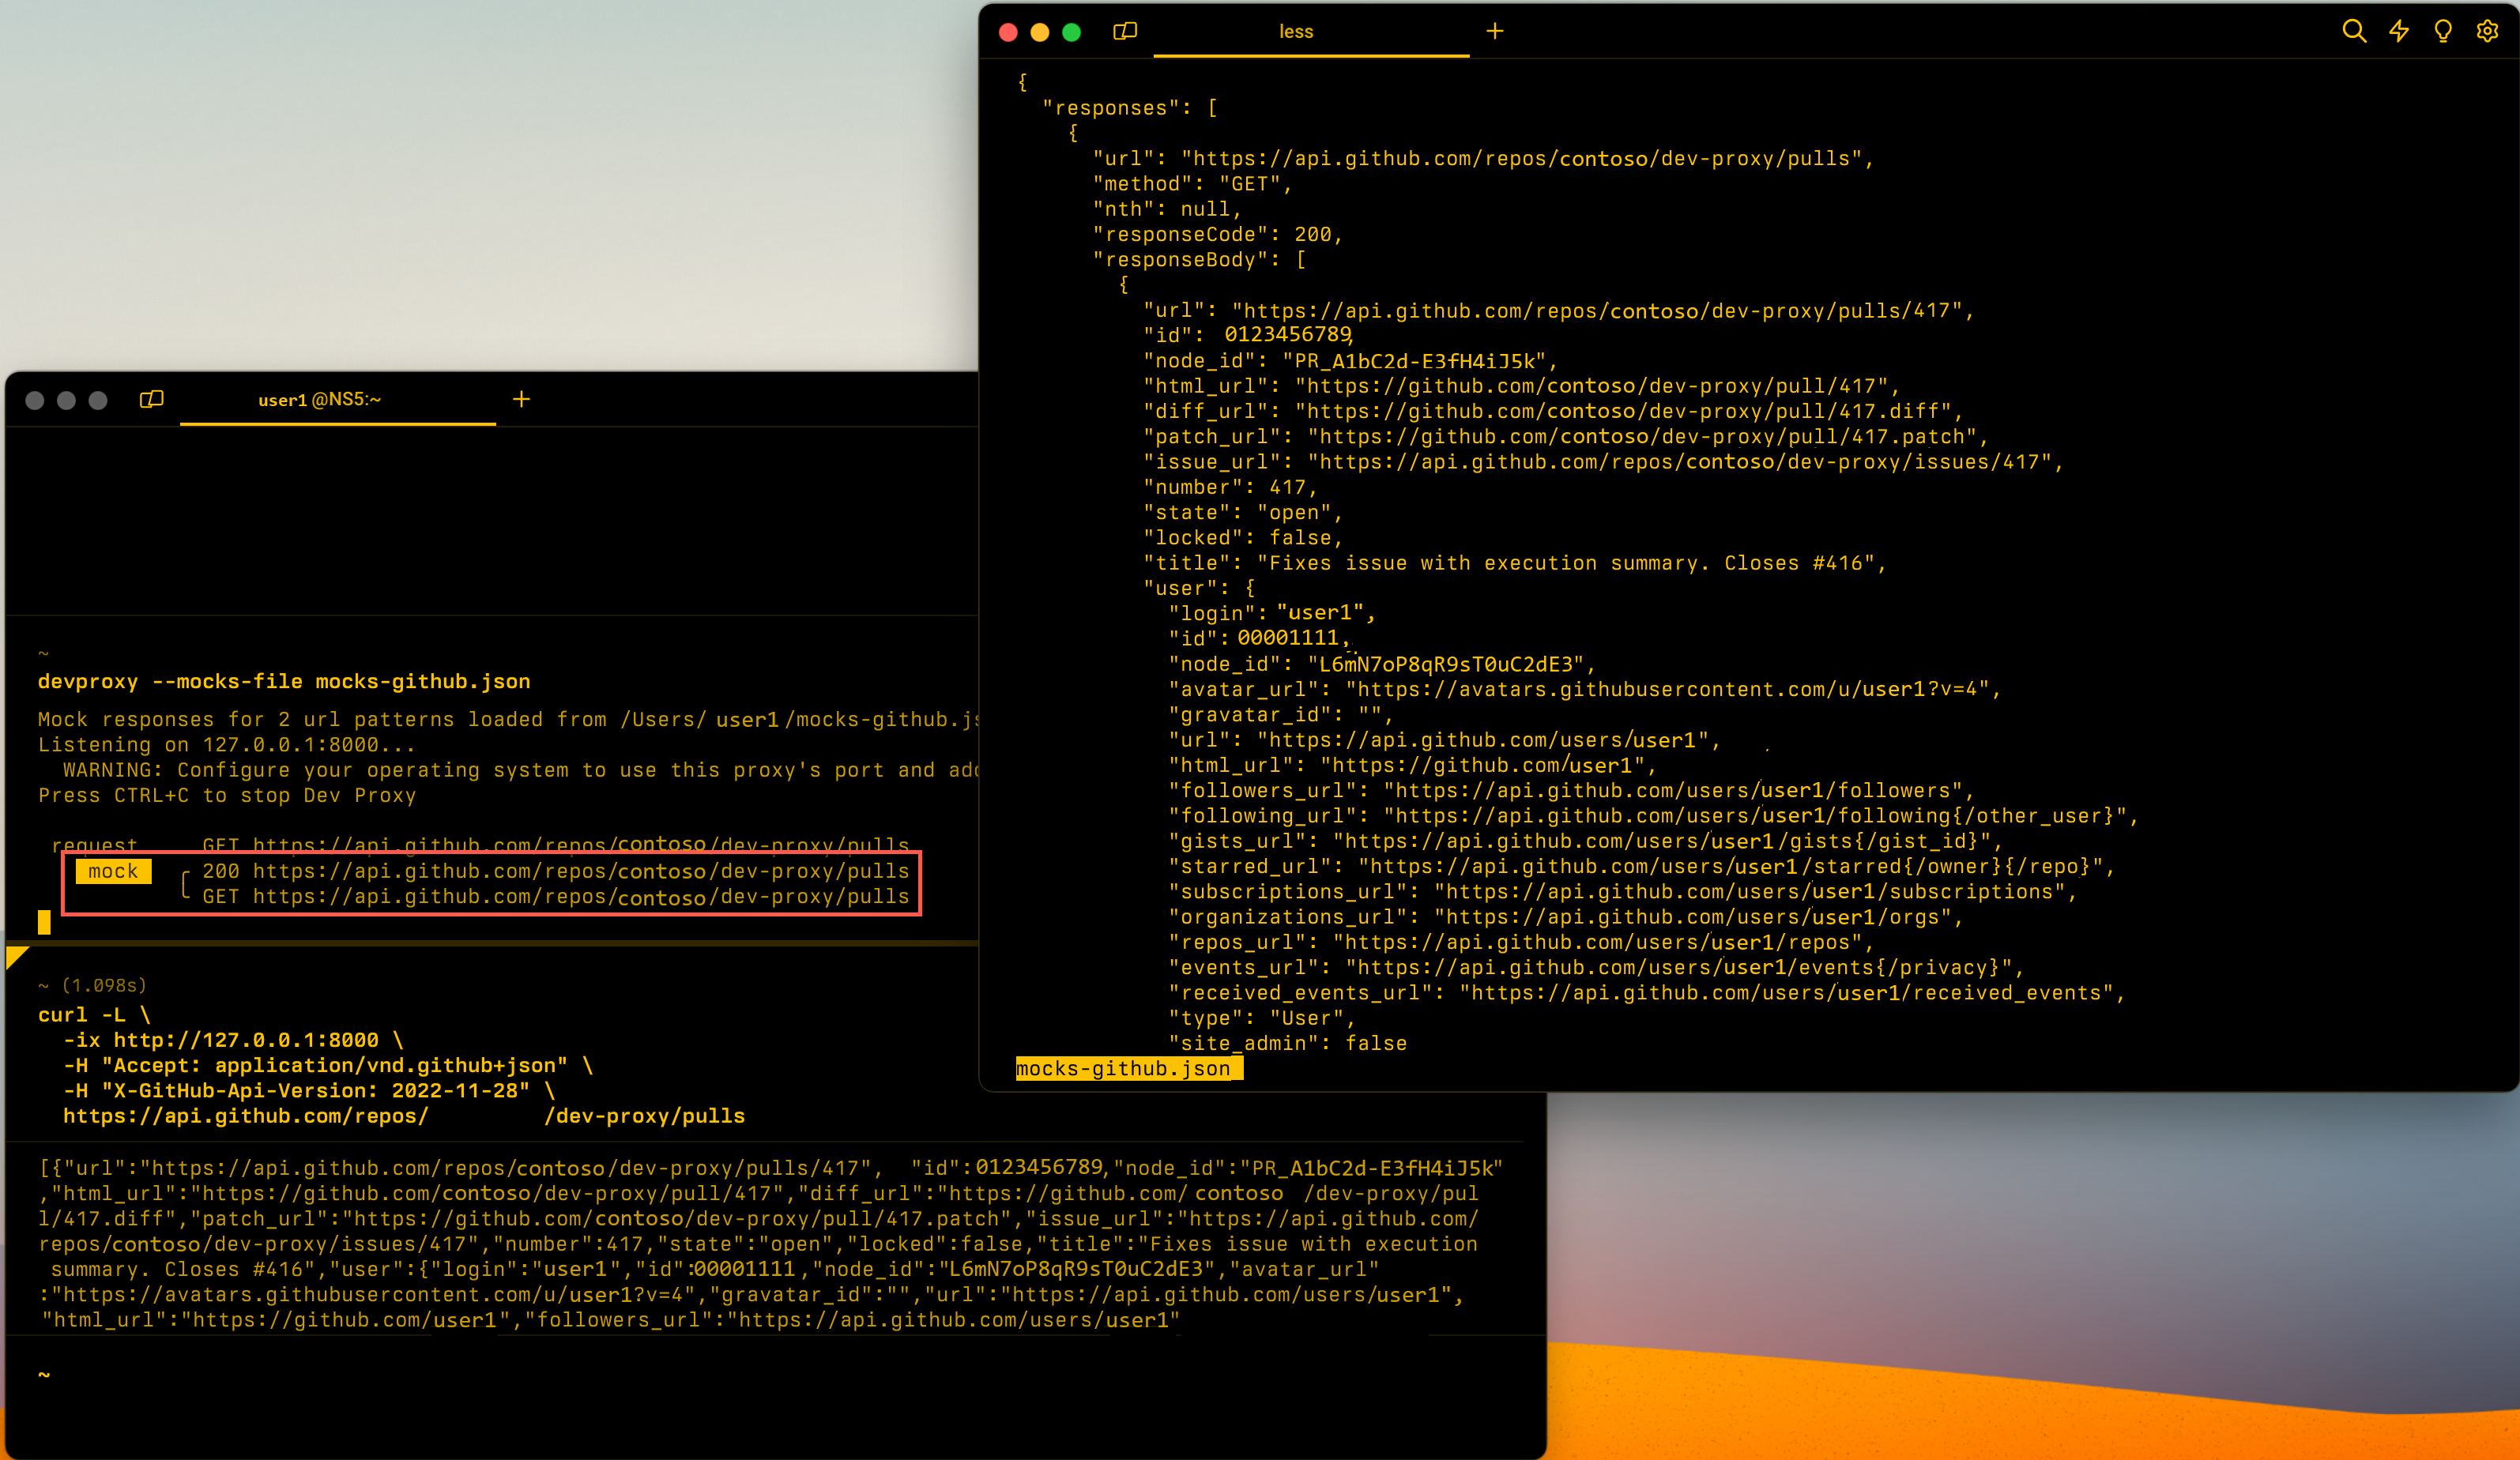 less
{
"responses": [
{
"url": "https://api.github.com/repos/contoso/dev-proxy/pulls",
"method": "GET",
"nth": null,
"responseCode": 200,
"responseBody": [
{
"url": "https://api.github.com/repos/contoso/dev-proxy/pulls/417",
"id": 0123456789,
"node_id": "PR_A1bC2d-E3fH4iJ5k",
"html_url": "https://github.com/contoso/dev-proxy/pull/417",
"diff_url": "https://github.com/contoso/dev-proxy/pull/417.diff",
"patch_url": "https://github.com/contoso/dev-proxy/pull/417.patch",
"issue_url": "https://api.github.com/repos/contoso/dev-proxy/issues/417",
"number": 417,
"state": "open",
"locked": false,
"title": "Fixes issue with execution summary. Closes #416",
"user": {
"login": "user1",
"id": 00001111,
"node_id": "L6mN7oP8qR9sT0uC2dE3",
"avatar_url": "https://avatars.githubusercontent.com/u/user1?v=4",
"gravatar_id": "",
"url": "https://api.github.com/users/user1",
"html_url": "https://github.com/user1",
"followers_url": "https://api.github.com/users/user1/followers",
"following_url": "https://api.github.com/users/user1/following{/other_user}",
"gists_url": "https://api.github.com/users/user1/gists{/gist_id}",
"starred_url": "https://api.github.com/users/user1/starred{/owner}{/repo}",
"subscriptions_url": "https://api.github.com/users/user1/subscriptions",
"organizations_url": "https://api.github.com/users/user1/orgs",
"repos_url": "https://api.github.com/users/user1/repos",
"events_url": "https://api.github.com/users/user1/events{/privacy}",
"received_events_url": "https://api.github.com/users/user1/received_events",
"type": "User",
"site_admin": false
mocks-github.json
user1 @NS5:~
~
devproxy --mocks-file mocks-github.json
Mock responses for 2 url patterns loaded from /Users/ user1 /mocks-github.js
Listening on 127.0.0.1:8000...
WARNING: Configure your operating system to use this proxy's port and add
Press CTRL+C to stop Dev Proxy
request GET https://api.github.com/repos/contoso/dev-proxy/pulls
mock 200 https://api.github.com/repos/contoso/dev-proxy/pulls
GET https://api.github.com/repos/contoso/dev-proxy/pulls
~ (1.098s)
curl -L \
-ix http://127.0.0.1:8000 \
-H "Accept: application/vnd.github+json" \
-H "X-GitHub-Api-Version: 2022-11-28" \
https://api.github.com/repos/ /dev-proxy/pulls
[{"url":"https://api.github.com/repos/contoso/dev-proxy/pulls/417", "id":0123456789,"node_id":"PR_A1bC2d-E3fH4iJ5k"
,"html_url":"https://github.com/contoso/dev-proxy/pull/417","diff_url":"https://github.com/ contoso /dev-proxy/pul
l/417.diff","patch_url":"https://github.com/contoso/dev-proxy/pull/417.patch","issue_url":"https://api.github.com/
repos/contoso/dev-proxy/issues/417","number":417,"state":"open","locked":false,"title":"Fixes issue with execution
summary. Closes #416","user":{"login":"user1","id":00001111,"node_id":"L6mN7oP8qR9sT0uC2dE3","avatar_url"
:"https://avatars.githubusercontent.com/u/user1?v=4","gravatar_id":"","url":"https://api.github.com/users/user1",
"html_url":"https://github.com/user1","followers_url":"https://api.github.com/users/user1"
~